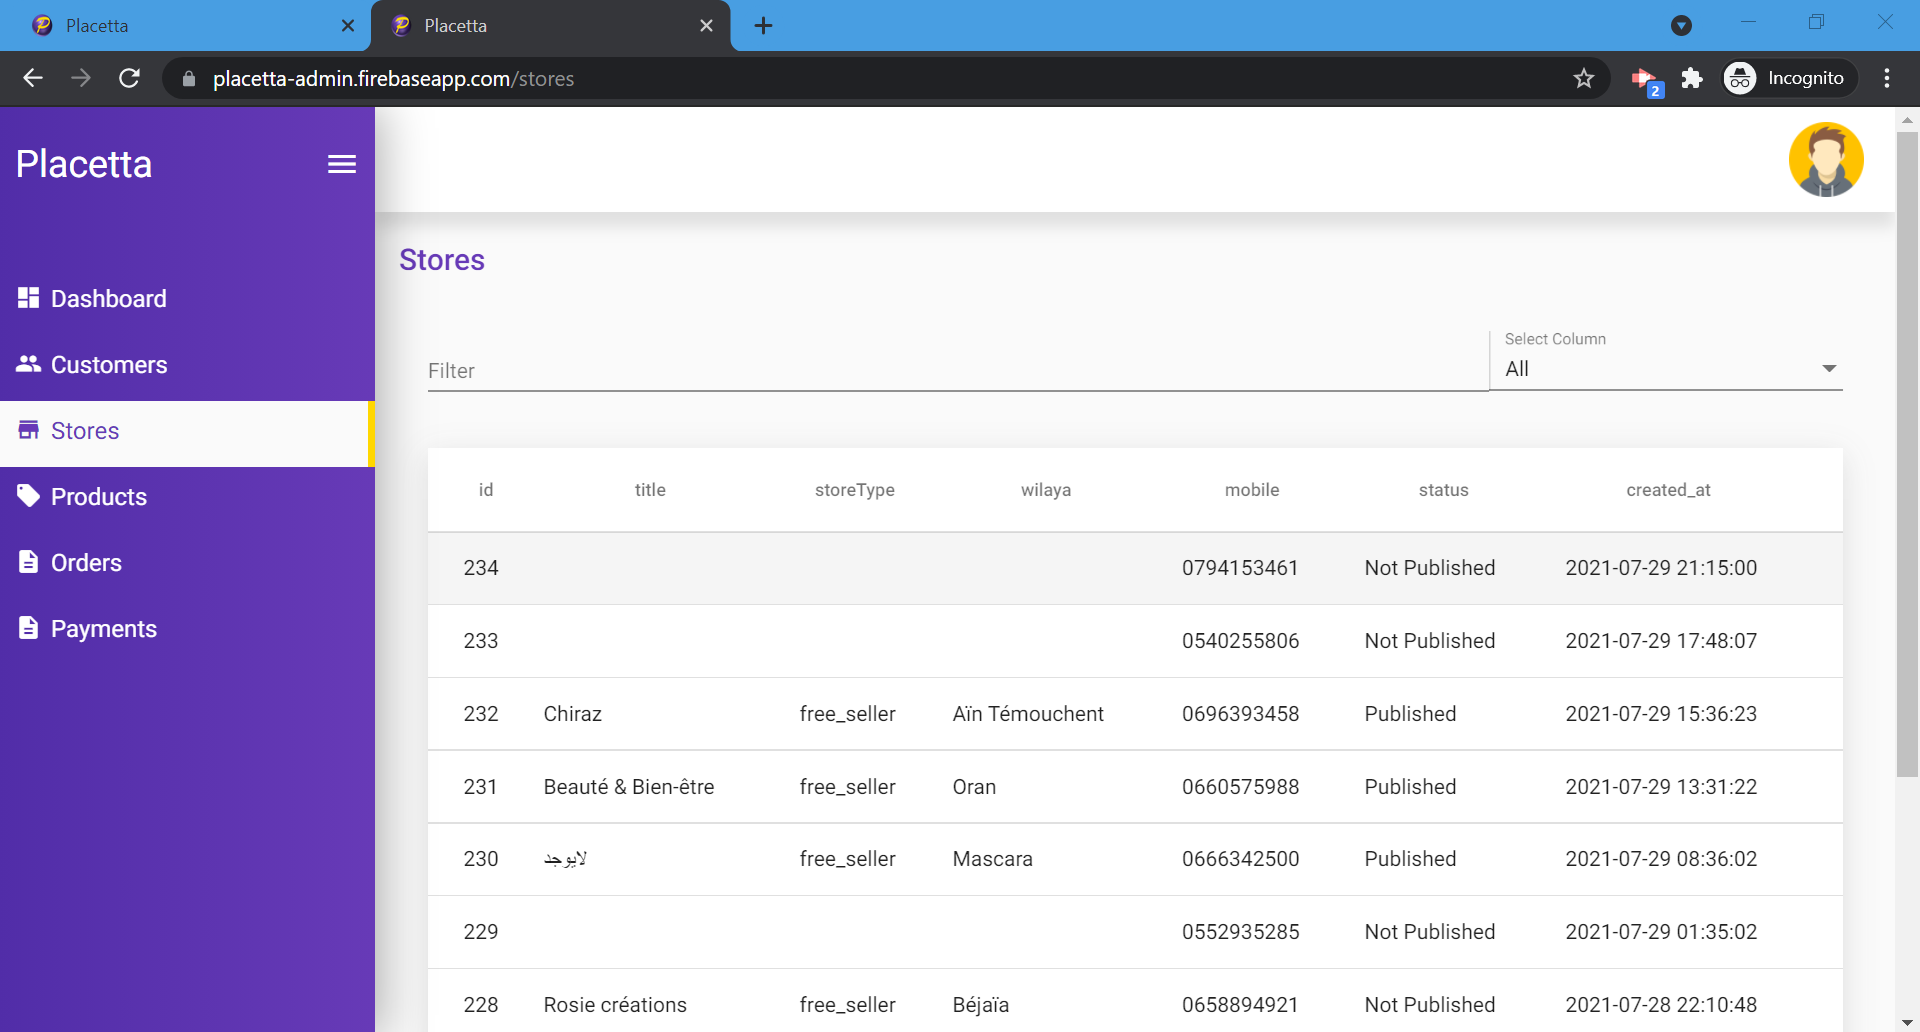 Placetta
Placetta
placetta-admin.firebaseapp.com/stores
2
Incognito
Placetta
Dashboard
Customers
Stores
Products
Orders
Payments
Stores
Filter
Select Column
All
id title storeType wilaya mobile status created_at
234 0794153461 Not Published 2021-07-29 21:15:00
233 0540255806 Not Published 2021-07-29 17:48:07
232 Chiraz free_seller Aïn Témouchent 0696393458 Published 2021-07-29 15:36:23
231 Beauté & Bien-être free_seller Oran 0660575988 Published 2021-07-29 13:31:22
230 لايوجد free_seller Mascara 0666342500 Published 2021-07-29 08:36:02
229 0552935285 Not Published 2021-07-29 01:35:02
228 Rosie créations free_seller Béjaïa 0658894921 Not Published 2021-07-28 22:10:48